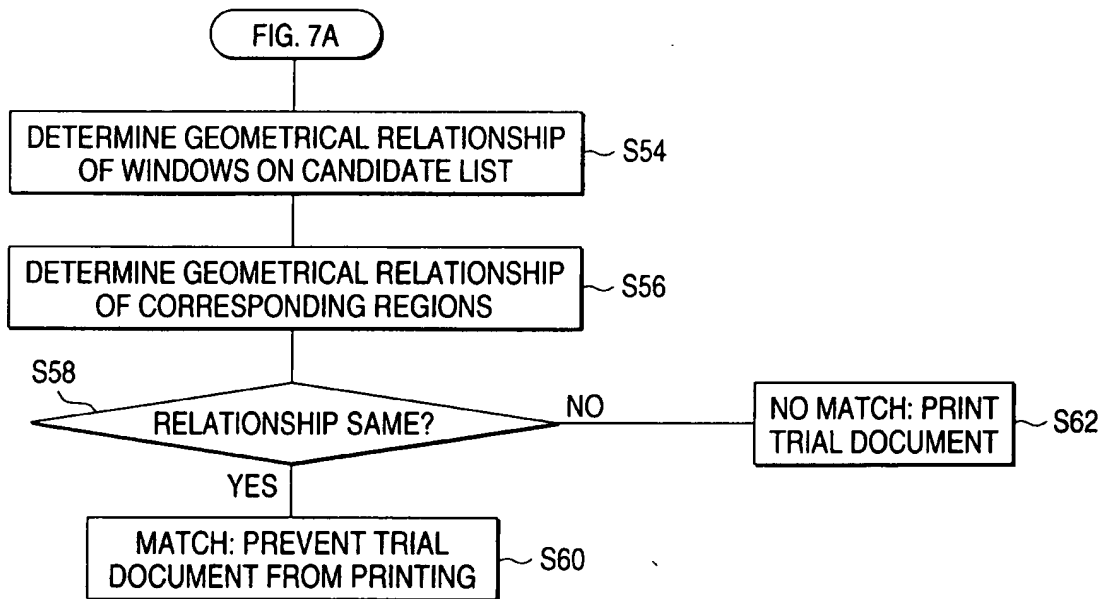 FIG. 7A
DETERMINE GEOMETRICAL RELATIONSHIP
OF WINDOWS ON CANDIDATE LIST
S54
DETERMINE GEOMETRICAL RELATIONSHIP
OF CORRESPONDING REGIONS
S56
S58
RELATIONSHIP SAME?
NO
NO MATCH: PRINT
TRIAL DOCUMENT
S62
YES
MATCH: PREVENT TRIAL
DOCUMENT FROM PRINTING
S60